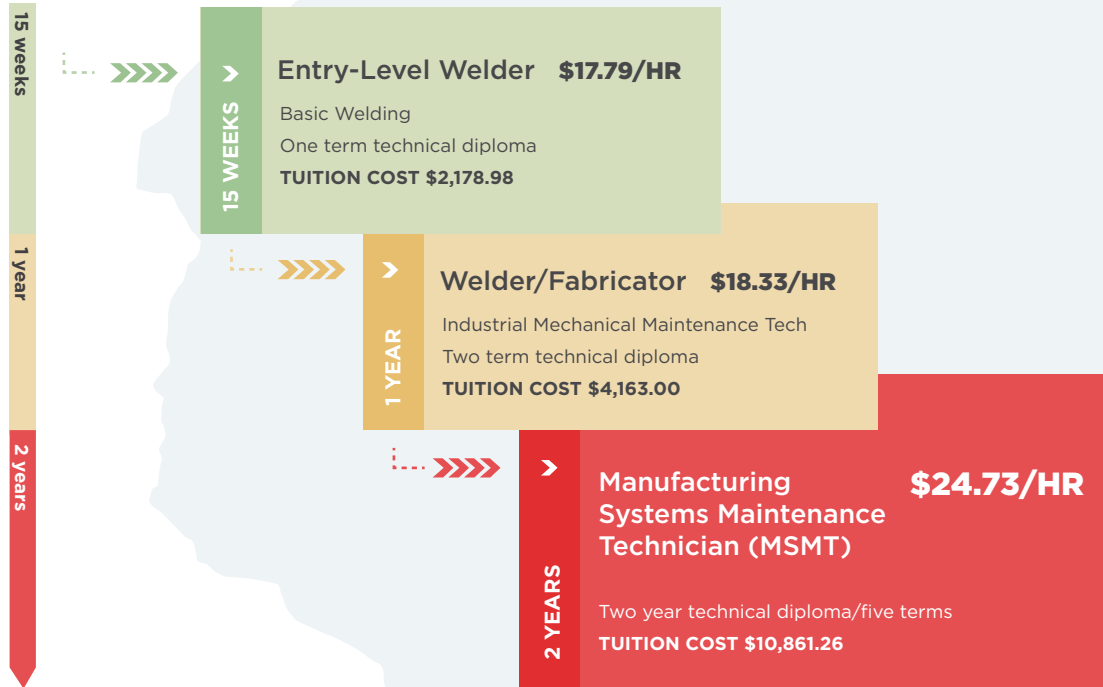 15 weeks
15 WEEKS
Entry-Level Welder $17.79/HR
Basic Welding
One term technical diploma
TUITION COST $2,178.98
1 year
1 YEAR
Welder/Fabricator $18.33/HR
Industrial Mechanical Maintenance Tech
Two term technical diploma
TUITION COST $4,163.00
2 years
2 YEARS
Manufacturing $24.73/HR
Systems Maintenance
Technician (MSMT)
Two year technical diploma/five terms
TUITION COST $10,861.26